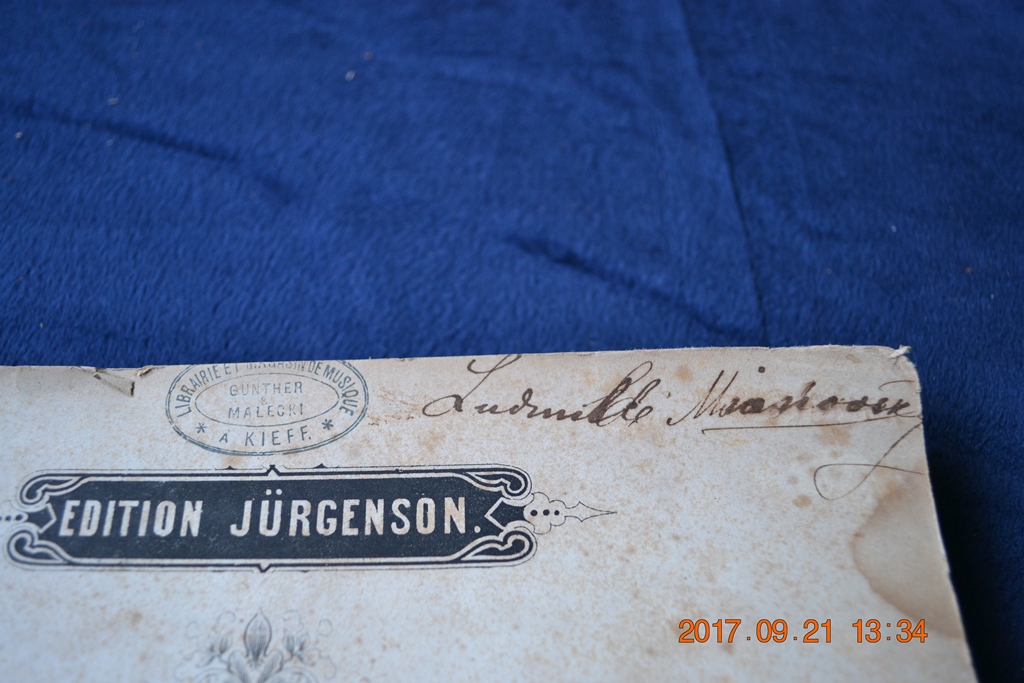 LIBRAIRIE ET MAGASIN DE MUSIQUE
GUNTHER
&
MALECKI
* A KIEFF. *
Ludmille
EDITION JÜRGENSON.
2017.09.21 13:34